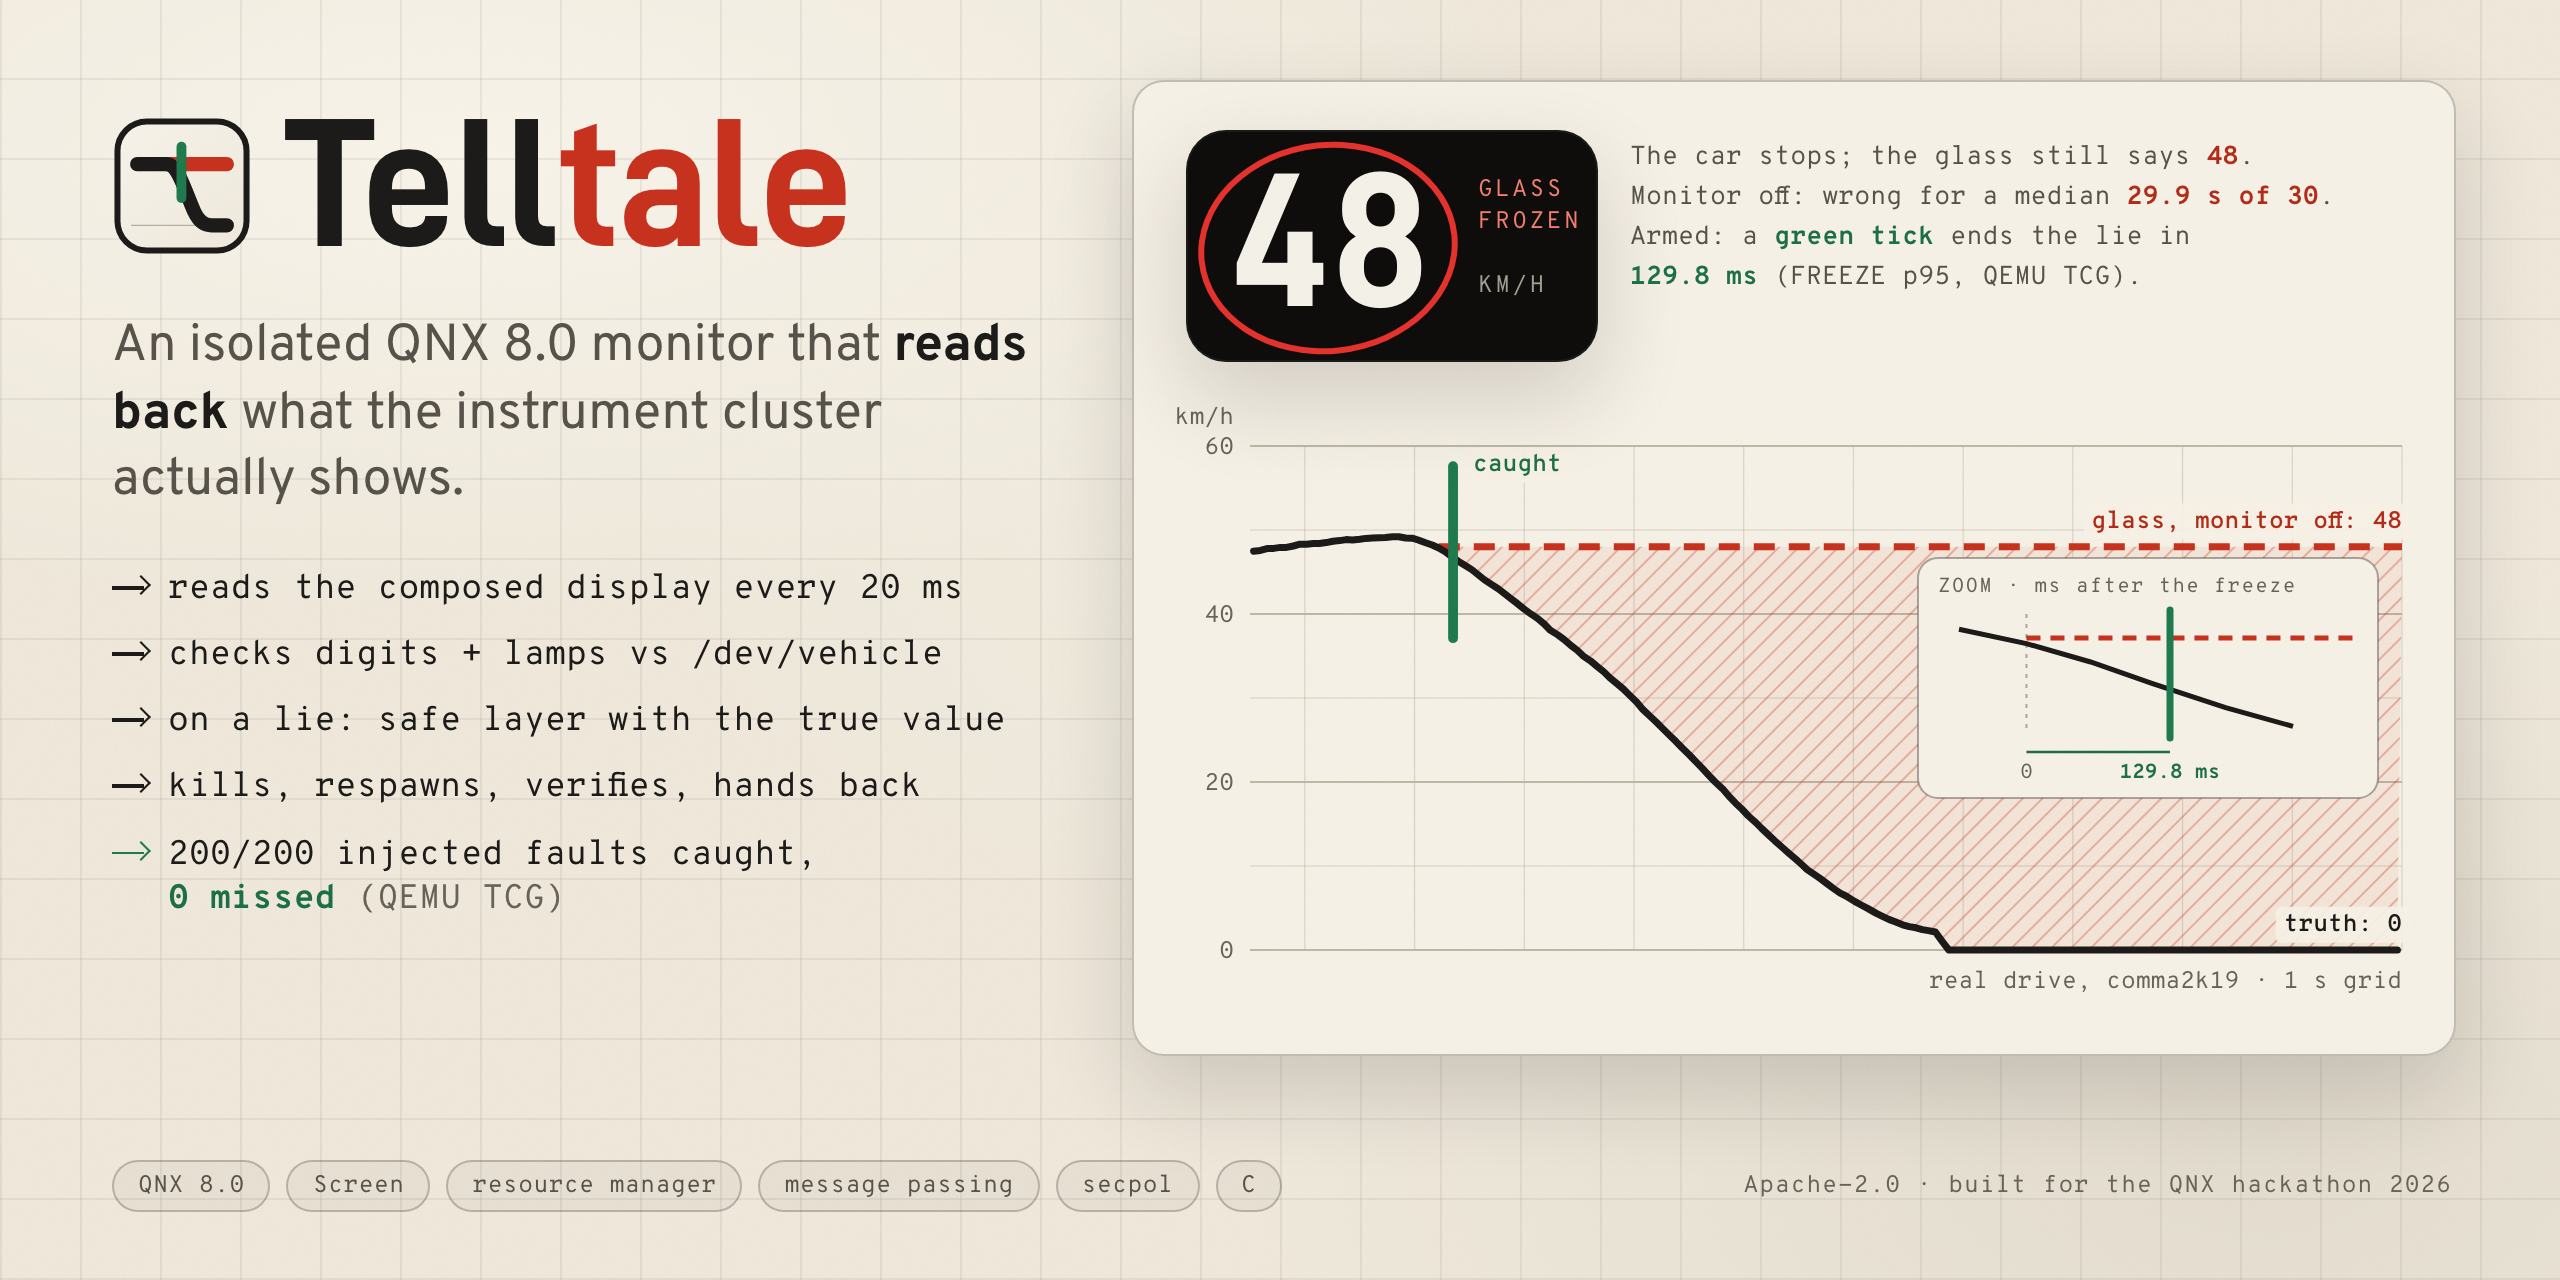 Telltale
An isolated QNX 8.0 monitor that reads
back what the instrument cluster
actually shows.
→ reads the composed display every 20 ms
→ checks digits + lamps vs /dev/vehicle
→ on a lie: safe layer with the true value
→ kills, respawns, verifies, hands back
→ 200/200 injected faults caught,
0 missed (QEMU TCG)
48
GLASS
FROZEN
KM/H
The car stops; the glass still says 48.
Monitor off: wrong for a median 29.9 s of 30.
Armed: a green tick ends the lie in
129.8 ms (FREEZE p95, QEMU TCG).
km/h
60
caught
glass, monitor off: 48
ZOOM · ms after the freeze
40
0
129.8 ms
20
truth: 0
0
real drive, comma2k19 · 1 s grid
QNX 8.0
Screen
resource manager
message passing
secpol
C
Apache-2.0 · built for the QNX hackathon 2026